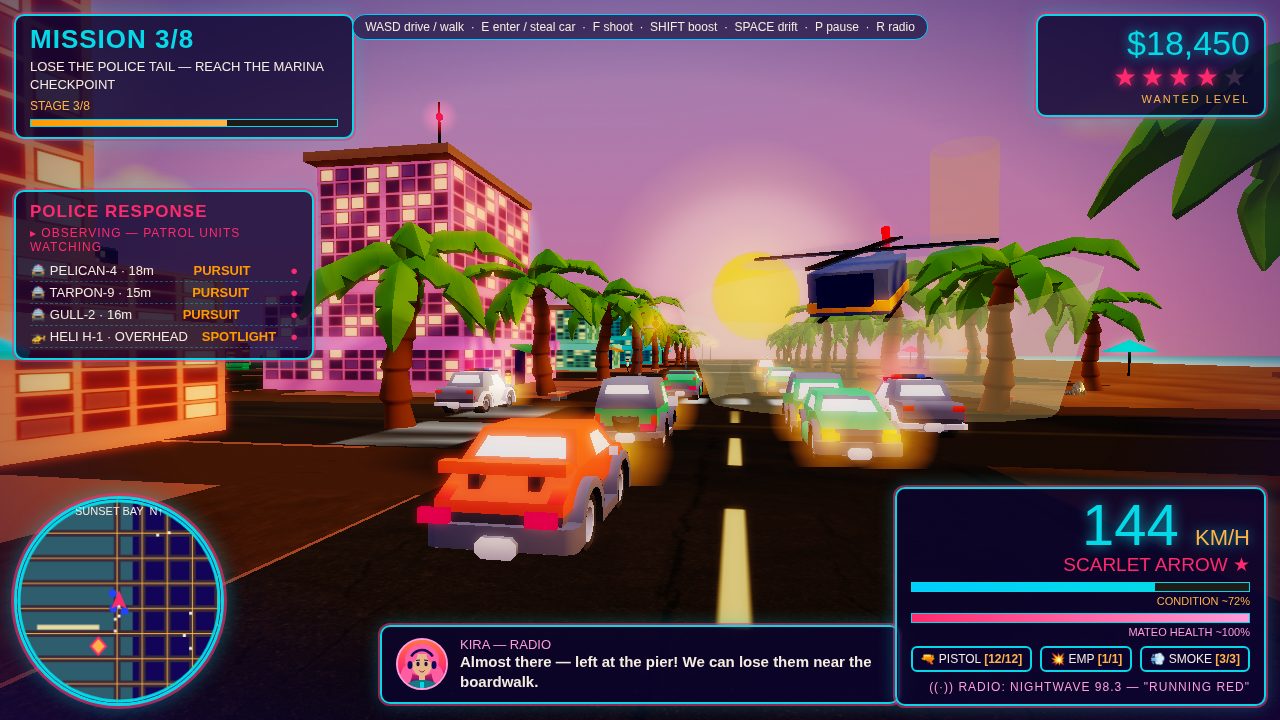 WASD drive / walk · E enter / steal car · F shoot · SHIFT boost · SPACE drift · P pause · R radio
MISSION 3/8
LOSE THE POLICE TAIL — REACH THE MARINA
CHECKPOINT
STAGE 3/8
$18,450
★★★★★
WANTED LEVEL
POLICE RESPONSE
▸ OBSERVING — PATROL UNITS
WATCHING
PELICAN-4 · 18m PURSUIT
TARPON-9 · 15m PURSUIT
GULL-2 · 16m PURSUIT
HELI H-1 · OVERHEAD SPOTLIGHT
SUNSET BAY N↑
144 KM/H
SCARLET ARROW ★
CONDITION ~72%
MATEO HEALTH ~100%
PISTOL [12/12] EMP [1/1] SMOKE [3/3]
((·)) RADIO: NIGHTWAVE 98.3 — "RUNNING RED"
KIRA — RADIO
Almost there — left at the pier! We can lose them near the
boardwalk.